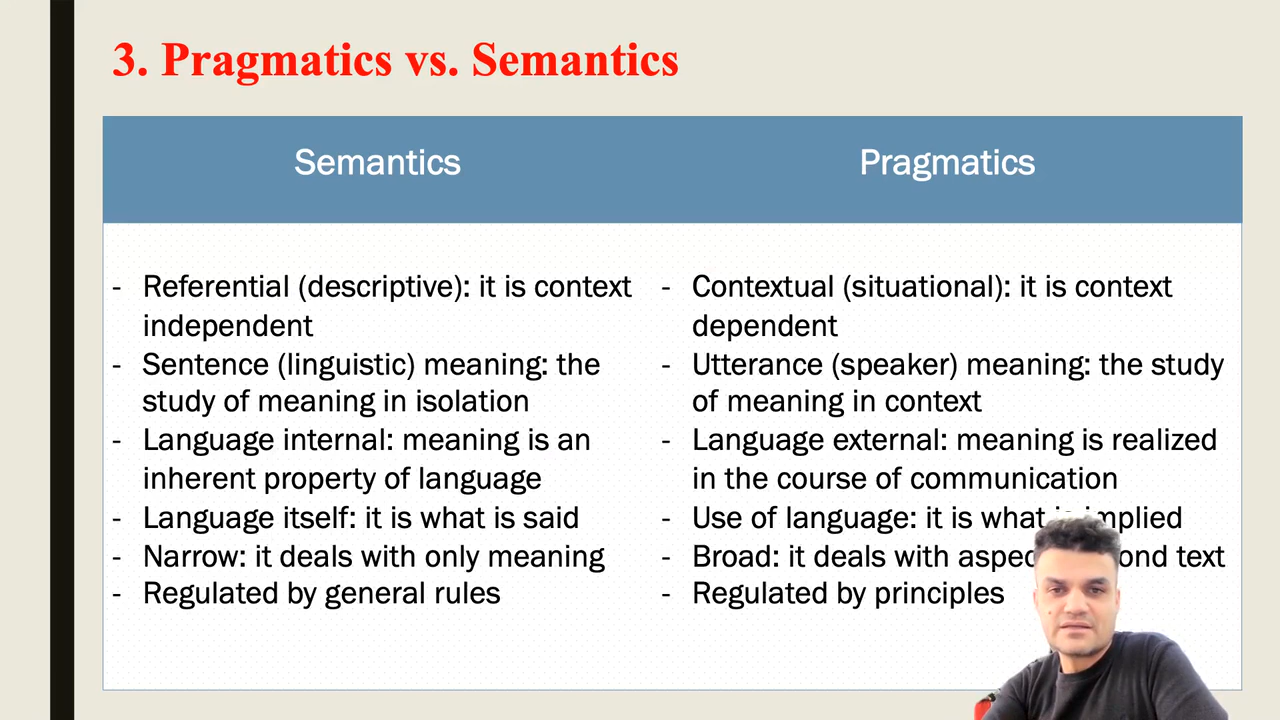 3. Pragmatics vs. Semantics
Semantics
Pragmatics
- Referential (descriptive): it is context
independent
- Sentence (linguistic) meaning: the
study of meaning in isolation
- Language internal: meaning is an
inherent property of language
- Language itself: it is what is said
- Narrow: it deals with only meaning
- Regulated by general rules
- Contextual (situational): it is context
dependent
- Utterance (speaker) meaning: the study
of meaning in context
- Language external: meaning is realized
in the course of communication
- Use of language: it is what is implied
- Broad: it deals with text
- Regulated by principles